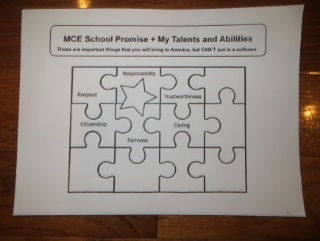 MCE School Promise + My Talents and Abilities
These are important things that you will bring to America, but CAN'T put in a suitcase.
Responsibility
Respect
Trustworthiness
Citizenship
Caring
Fairness